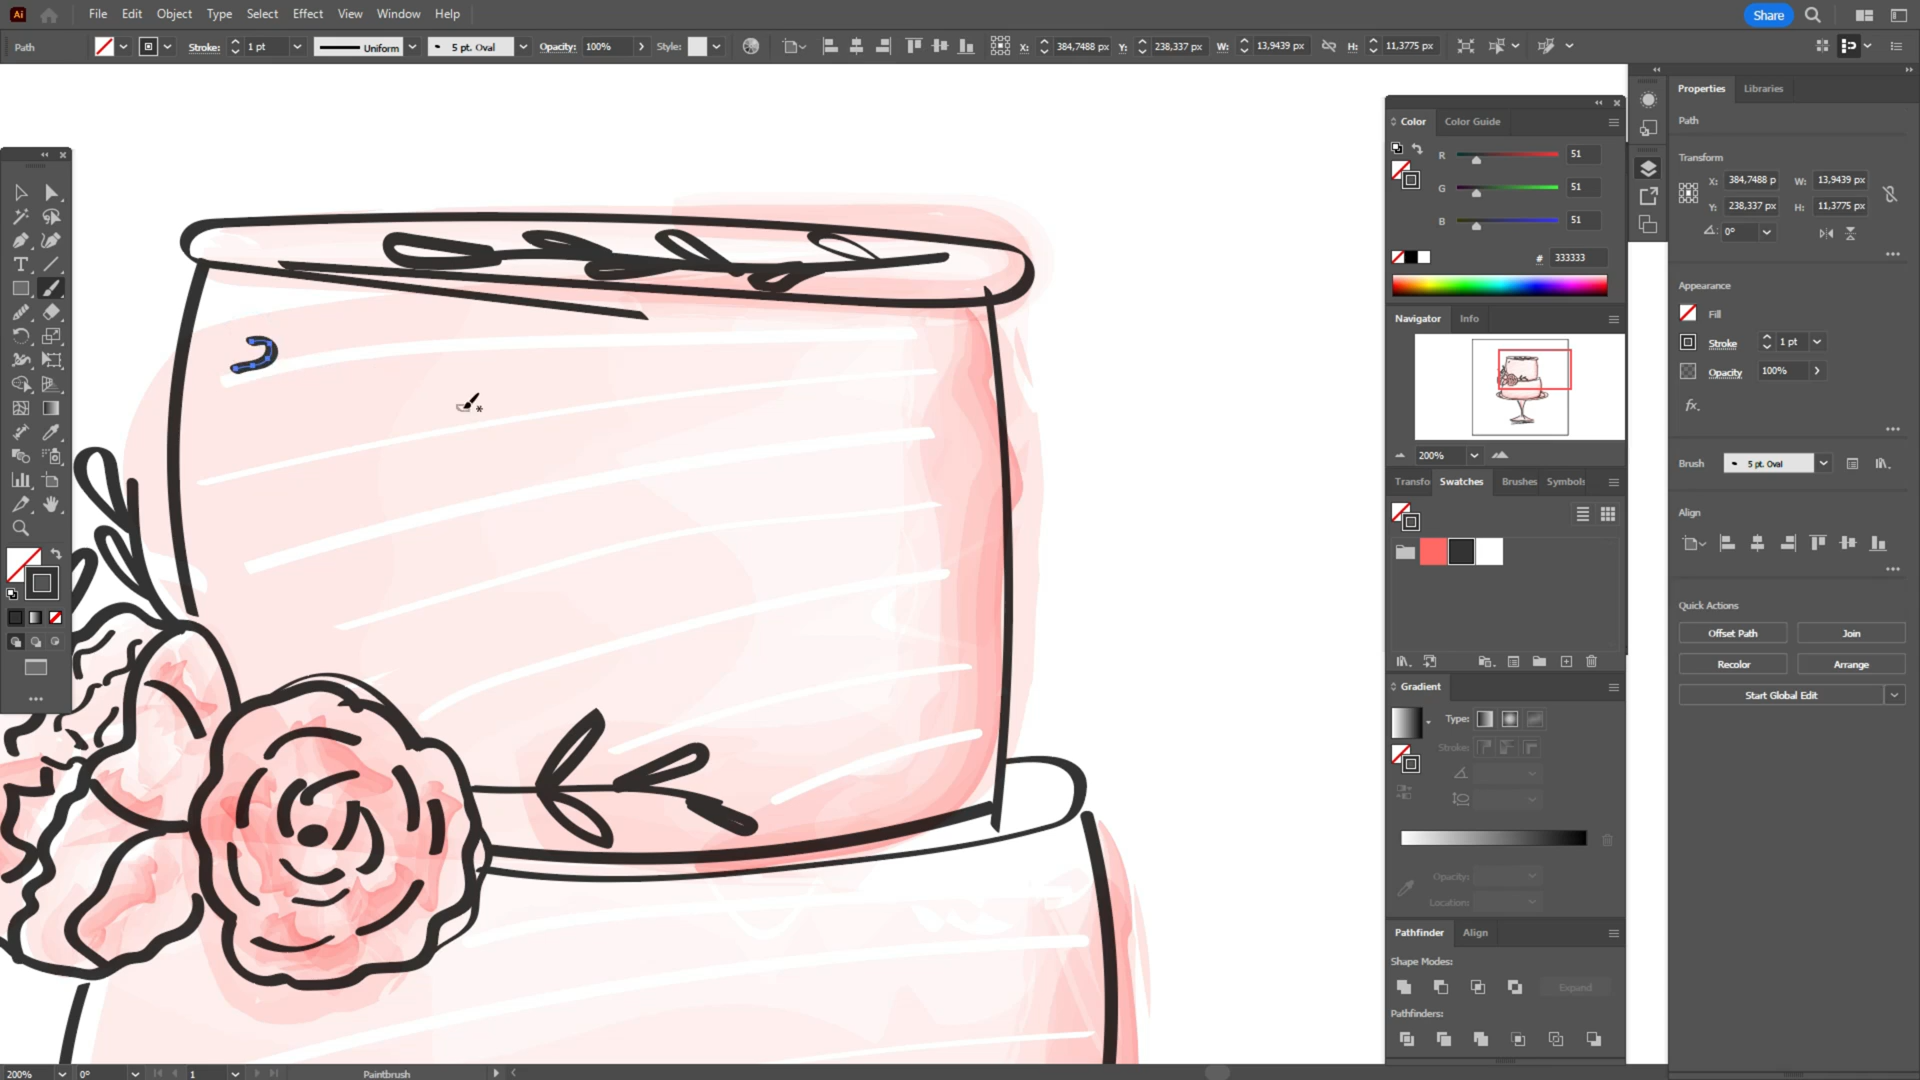 Ai File Edit Object Type Select Effect View Window Help Share
Path Stroke: 1 pt Uniform 5 pt. Oval Opacity: 100% Style: X: 384,7488 px Y: 238,337 px W: 13,9439 px H: 11,3775 px
Color Color Guide
R 51
G 51
B 51
# 333333
Navigator Info
200%
Transfo Swatches Brushes Symbols
Gradient
Type:
Stroke:
Opacity:
Location:
Pathfinder Align
Shape Modes:
Expand
Pathfinders:
Properties Libraries
Path
Transform
X: 384,7488 p W: 13,9439 px
Y: 238,337 px H: 11,3775 px
0°
Appearance
Fill
Stroke 1 pt
Opacity 100%
fx.
Brush 5 pt. Oval
Align
Quick Actions
Offset Path Join
Recolor Arrange
Start Global Edit
200% 0° 1 Paintbrush